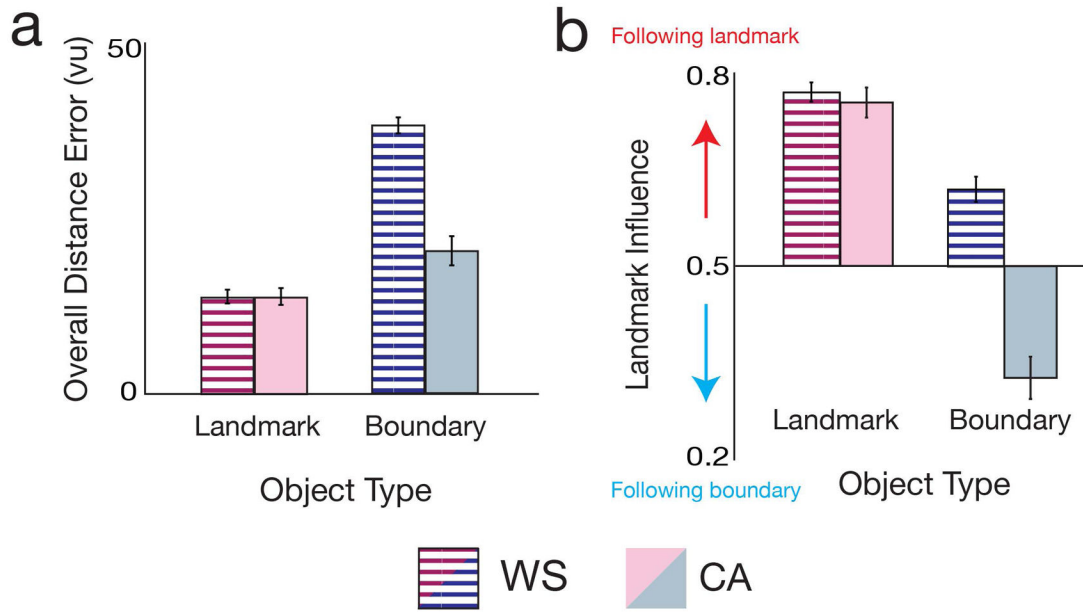 a
50
Overall Distance Error (vu)
0
Landmark
Boundary
Object Type
b
Following landmark
0.8
Landmark Influence
0.5
Landmark
Boundary
0.2
Following boundary
Object Type
WS
CA